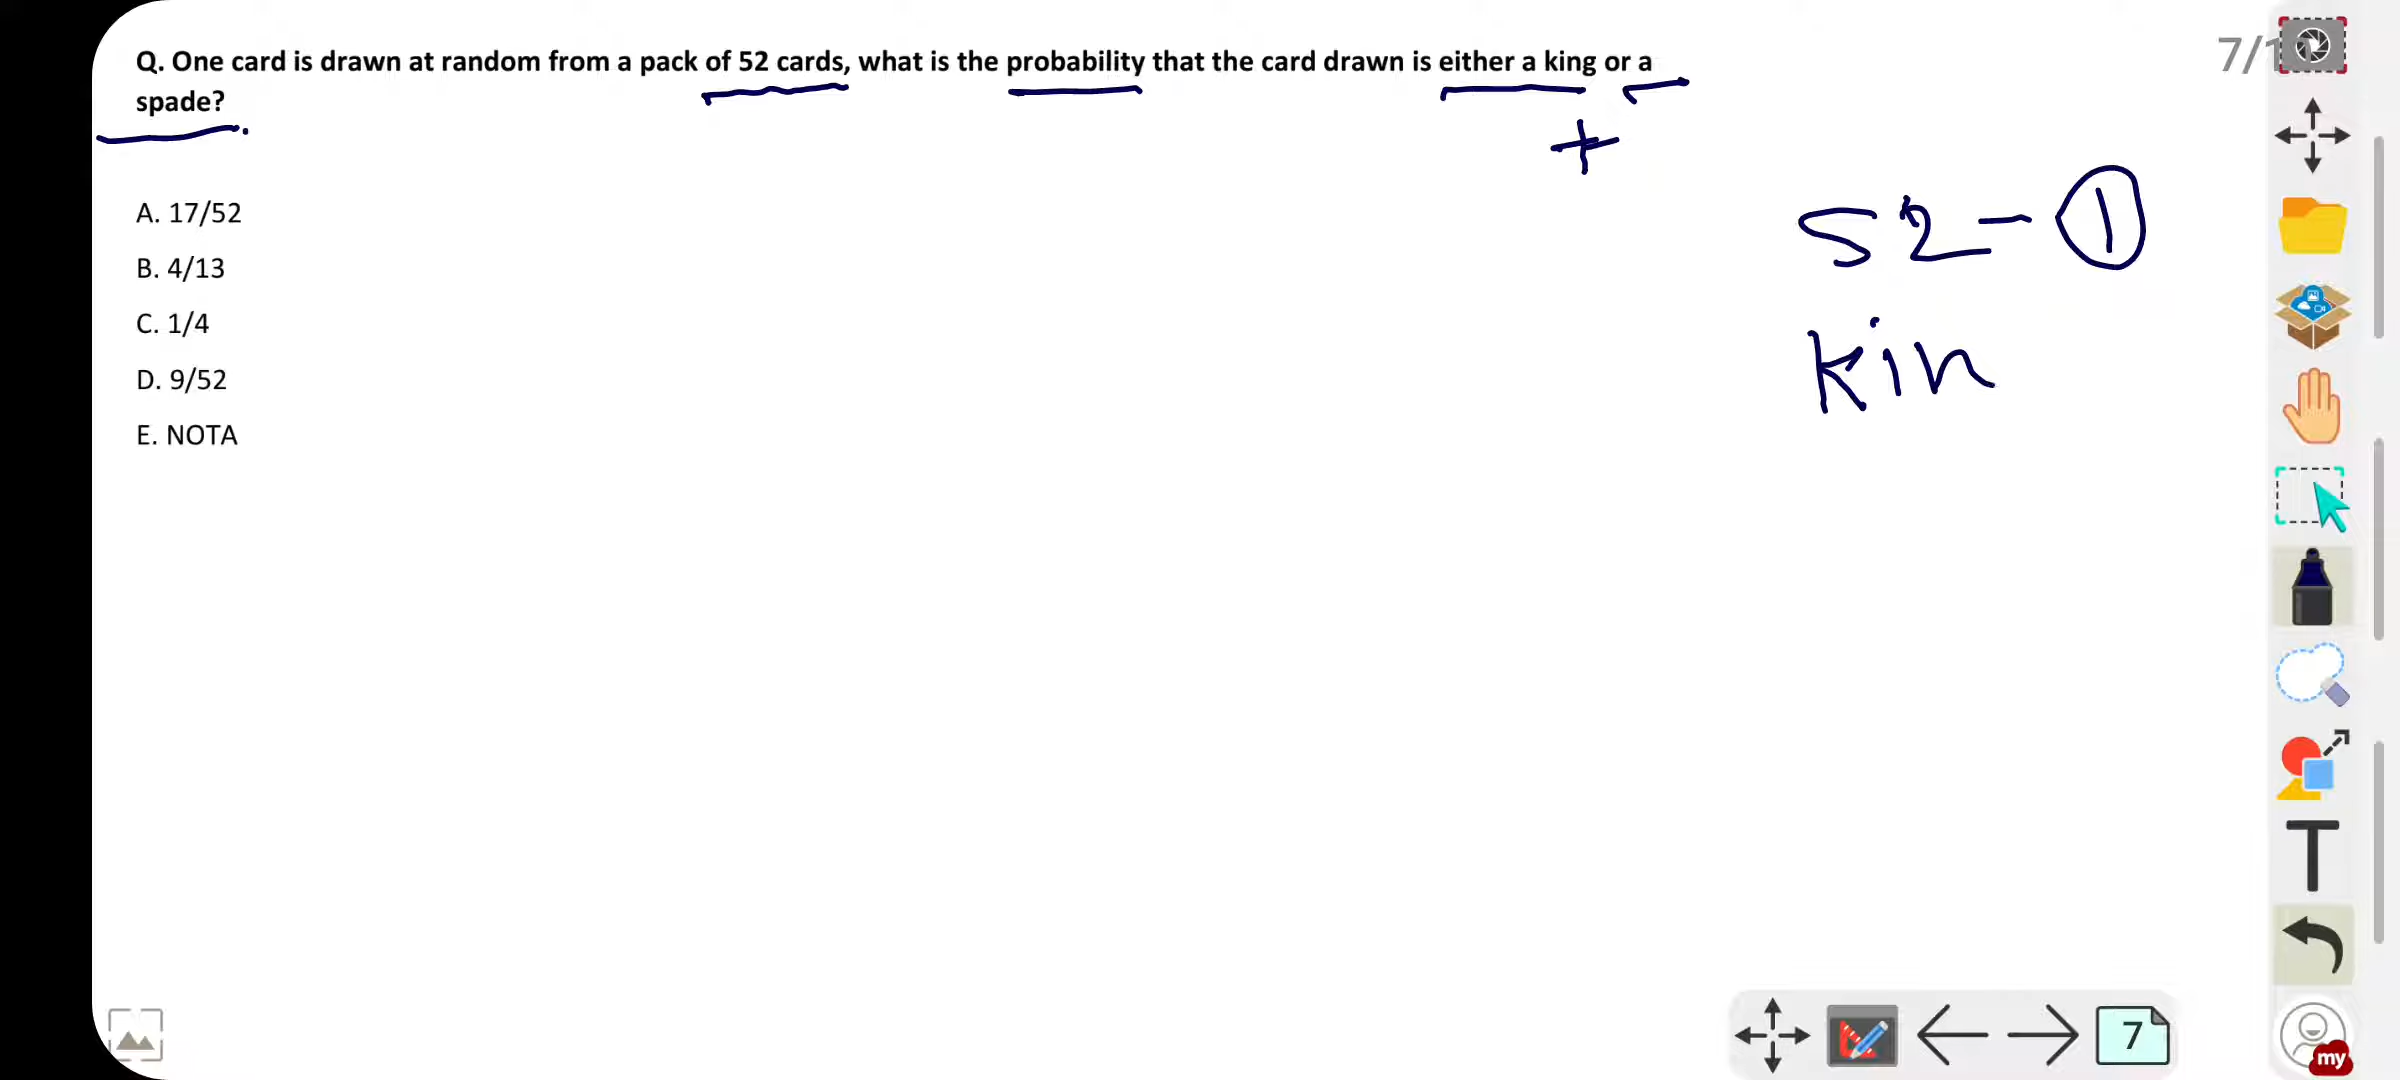 Q. One card is drawn at random from a pack of 52 cards, what is the probability that the card drawn is either a king or a
spade?
+
A. 17/52
B. 4/13
C. 1/4
D. 9/52
E. NOTA
52 - 1
Kin
7/1
T
7
my